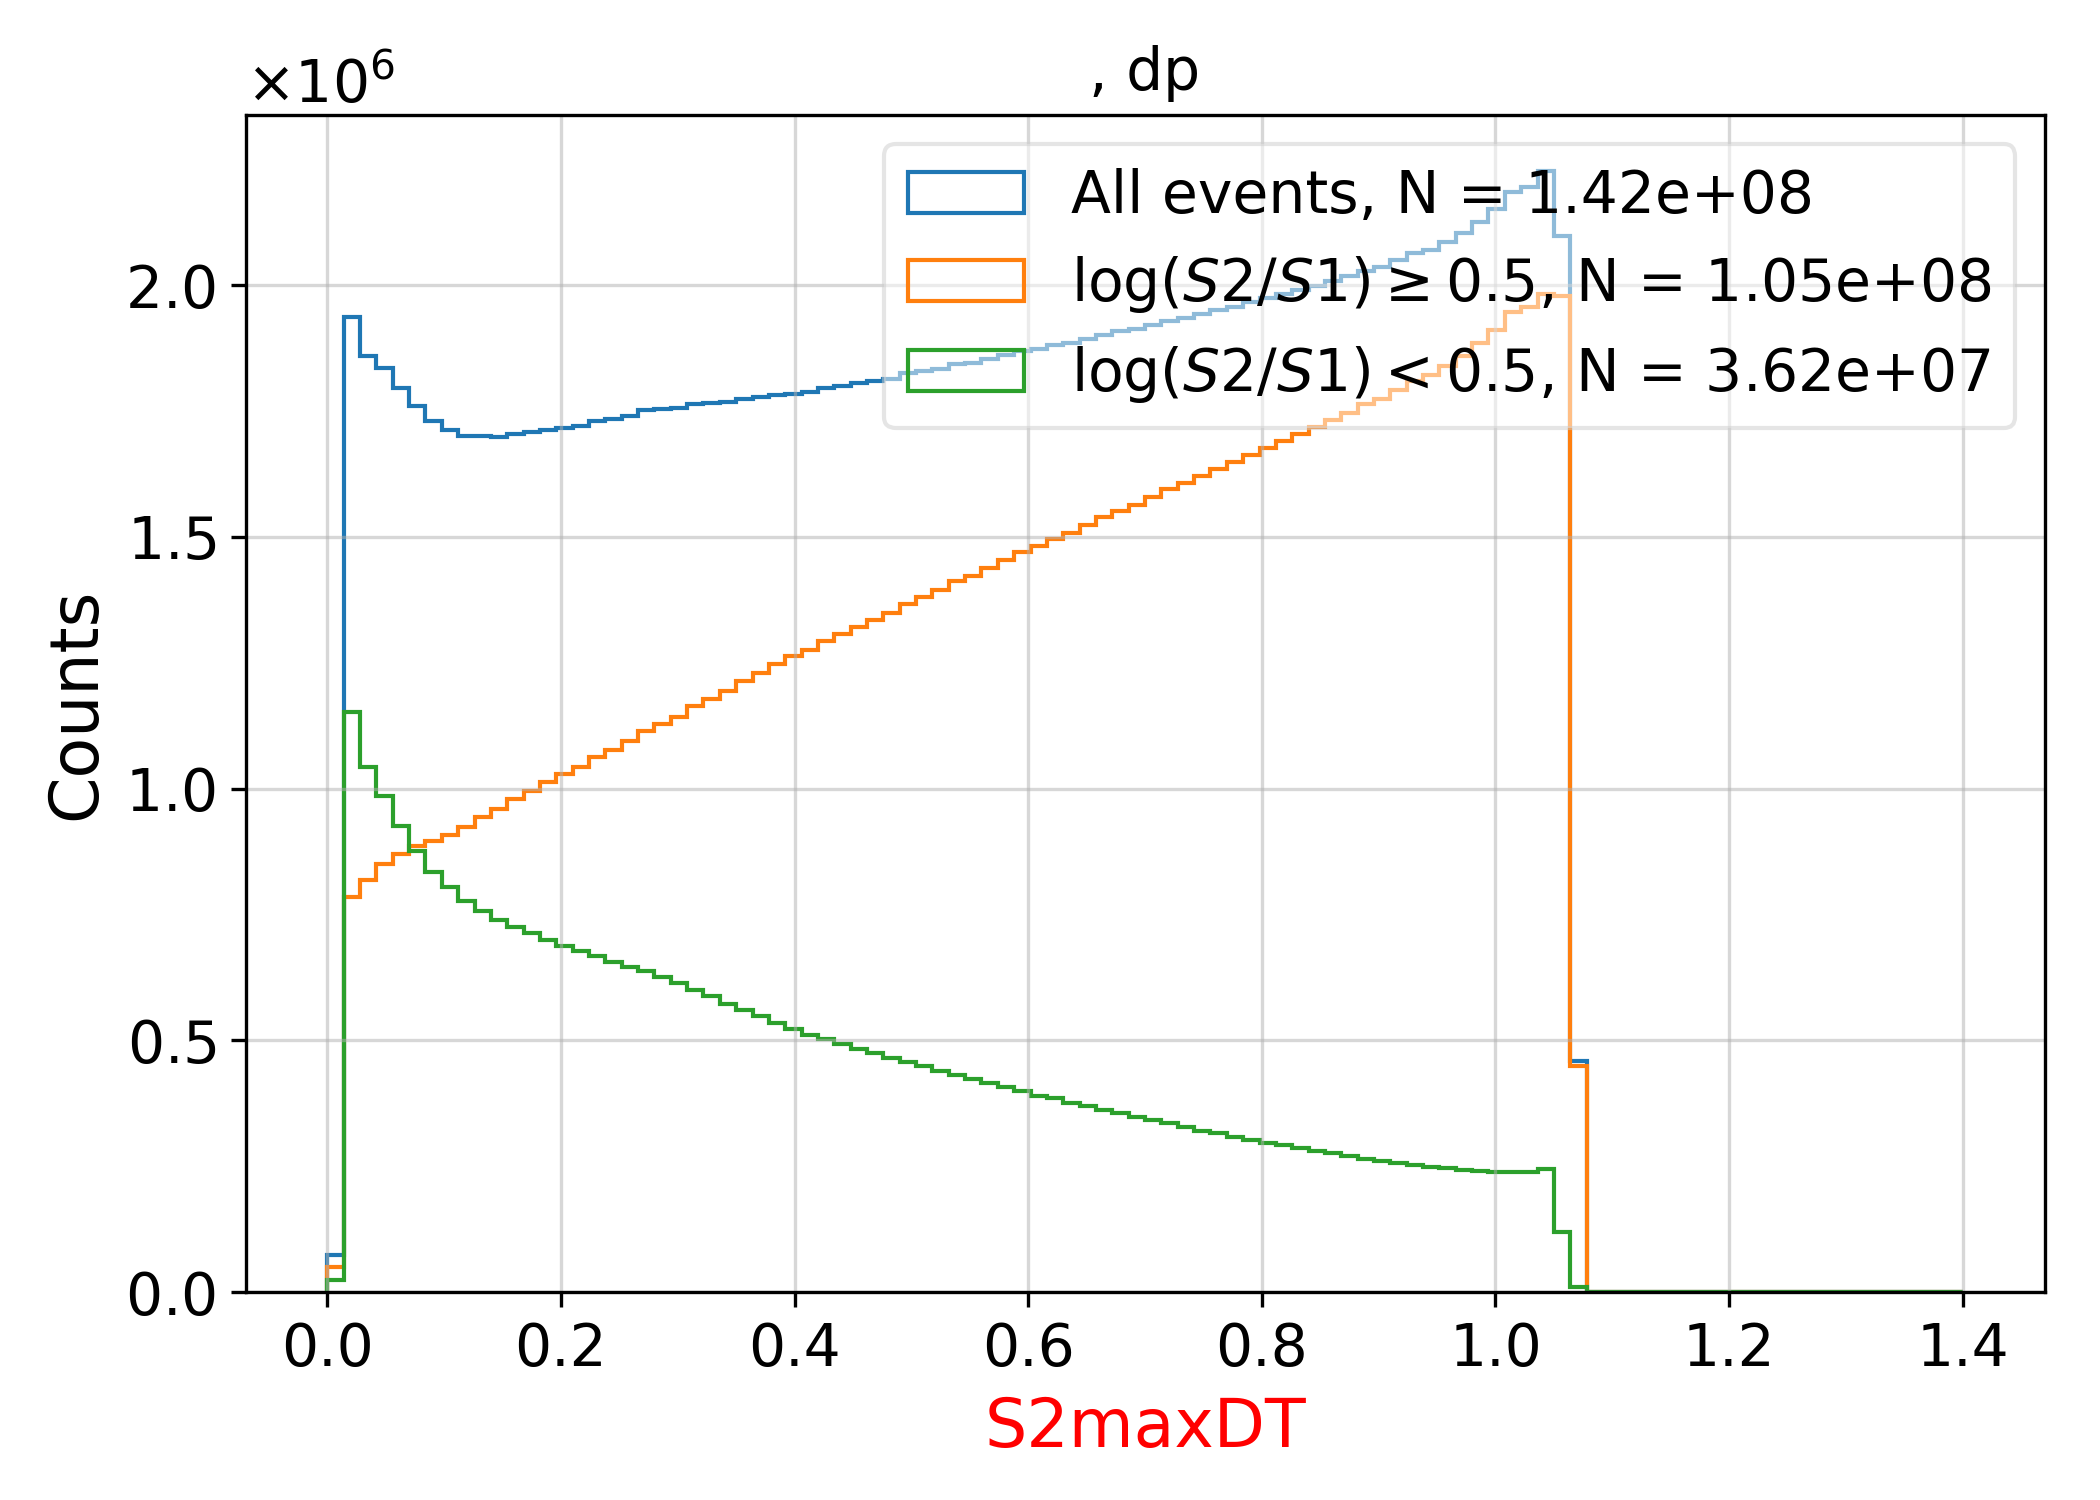 ×10⁶
, dp
All events, N = 1.42e+08
log(S2/S1) ≥ 0.5, N = 1.05e+08
log(S2/S1) < 0.5, N = 3.62e+07
2.0
1.5
1.0
0.5
0.0
Counts
0.0 0.2 0.4 0.6 0.8 1.0 1.2 1.4
S2maxDT